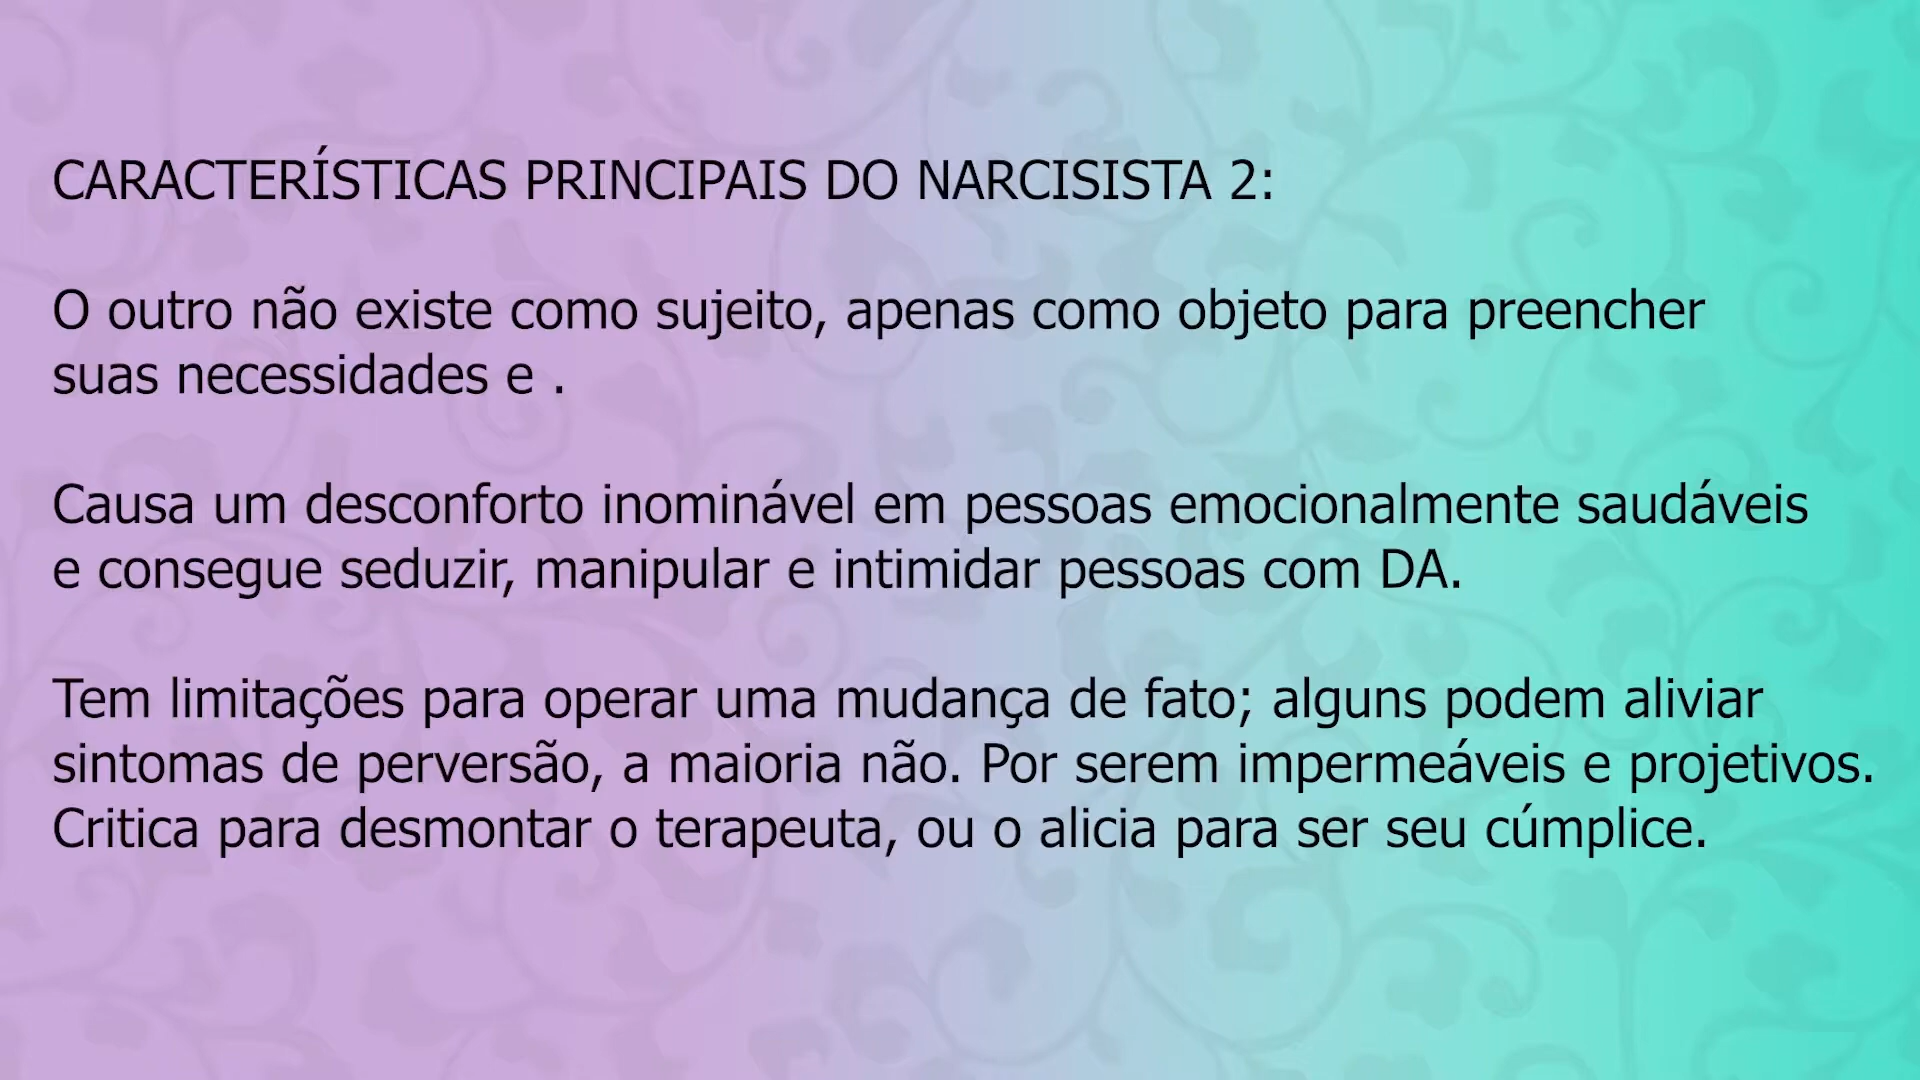 CARACTERÍSTICAS PRINCIPAIS DO NARCISISTA 2:
O outro não existe como sujeito, apenas como objeto para preencher
suas necessidades e .
Causa um desconforto inominável em pessoas emocionalmente saudáveis
e consegue seduzir, manipular e intimidar pessoas com DA.
Tem limitações para operar uma mudança de fato; alguns podem aliviar
sintomas de perversão, a maioria não. Por serem impermeáveis e projetivos.
Critica para desmontar o terapeuta, ou o alicia para ser seu cúmplice.